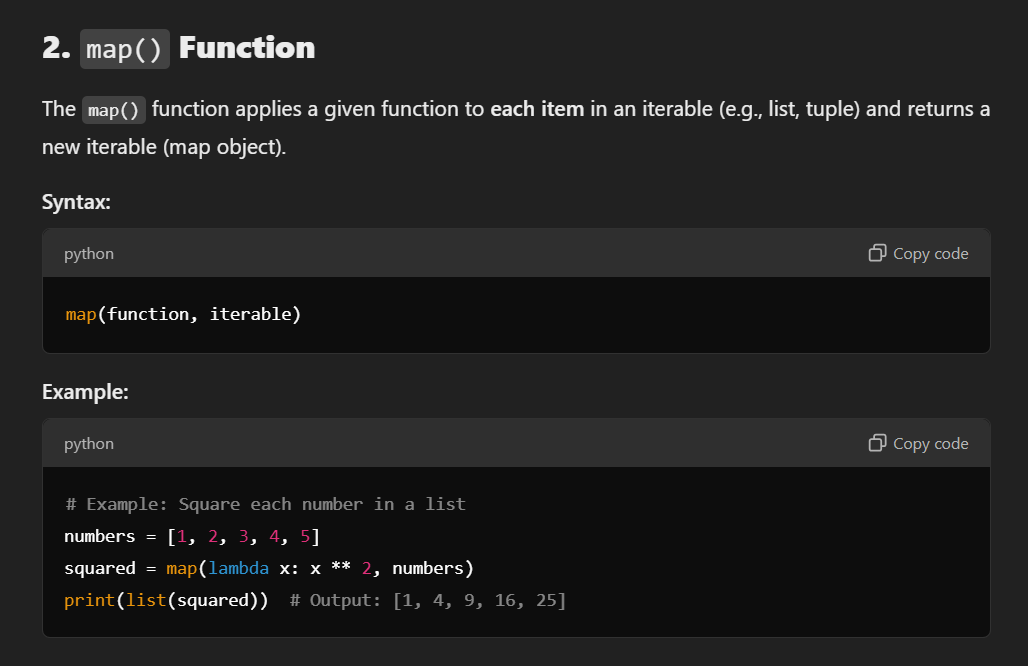 2. map() Function
The map() function applies a given function to each item in an iterable (e.g., list, tuple) and returns a
new iterable (map object).
Syntax:
python Copy code
map(function, iterable)
Example:
python Copy code
# Example: Square each number in a list
numbers = [1, 2, 3, 4, 5]
squared = map(lambda x: x ** 2, numbers)
print(list(squared))  # Output: [1, 4, 9, 16, 25]